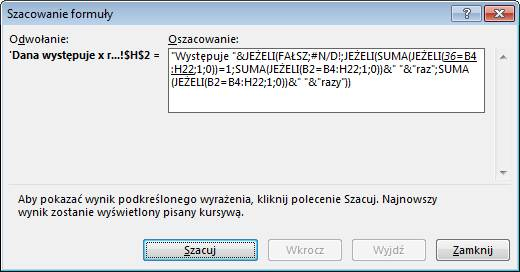 Szacowanie formuły
Odwołanie:
Oszacowanie:
'Dana występuje x r...!$H$2 =
"Występuje "&JEŻELI(FAŁSZ;#N/D!;JEŻELI(SUMA(JEŻELI(36=B4
:H22;1;0))=1;SUMA(JEŻELI(B2=B4:H22;1;0))&" "&"raz";SUMA
(JEŻELI(B2=B4:H22;1;0))&" "&"razy"))
Aby pokazać wynik podkreślonego wyrażenia, kliknij polecenie Szacuj. Najnowszy
wynik zostanie wyświetlony pisany kursywą.
Szacuj
Wkrocz
Wyjdź
Zamknij